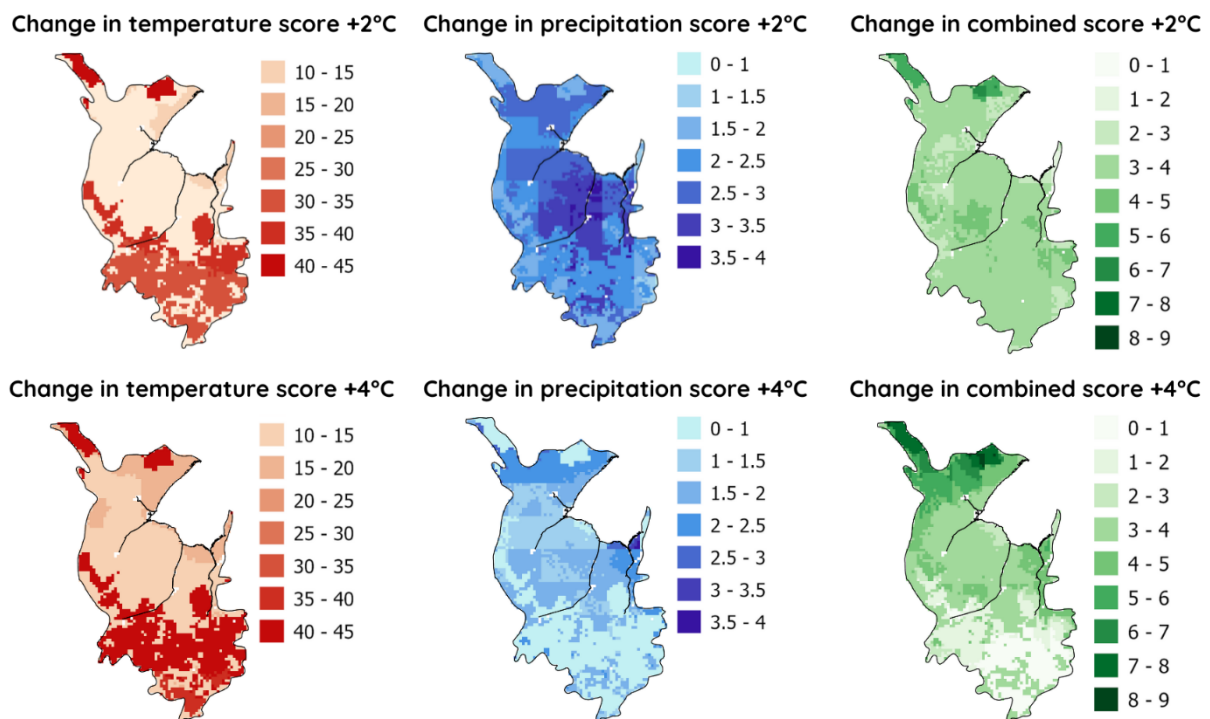 Change in temperature score +2°C
10 - 15
15 - 20
20 - 25
25 - 30
30 - 35
35 - 40
40 - 45
Change in precipitation score +2°C
0 - 1
1 - 1.5
1.5 - 2
2 - 2.5
2.5 - 3
3 - 3.5
3.5 - 4
Change in combined score +2°C
0 - 1
1 - 2
2 - 3
3 - 4
4 - 5
5 - 6
6 - 7
7 - 8
8 - 9
Change in temperature score +4°C
10 - 15
15 - 20
20 - 25
25 - 30
30 - 35
35 - 40
40 - 45
Change in precipitation score +4°C
0 - 1
1 - 1.5
1.5 - 2
2 - 2.5
2.5 - 3
3 - 3.5
3.5 - 4
Change in combined score +4°C
0 - 1
1 - 2
2 - 3
3 - 4
4 - 5
5 - 6
6 - 7
7 - 8
8 - 9